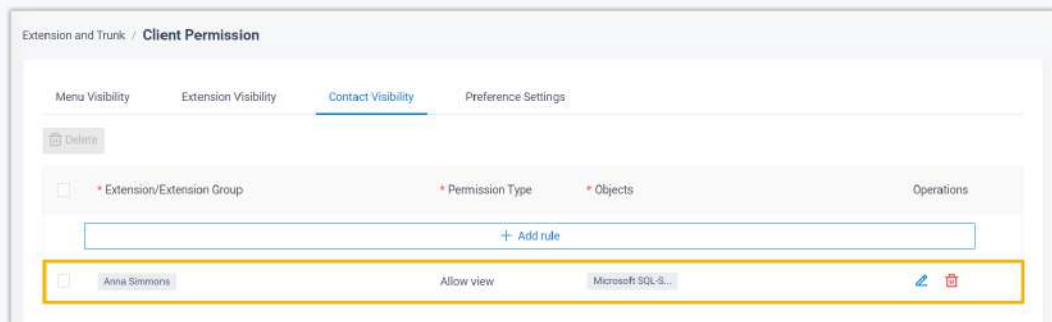 Extension and Trunk / Client Permission
Menu Visibility Extension Visibility Contact Visibility Preference Settings
Delete
* Extension/Extension Group * Permission Type * Objects Operations
+ Add rule
Anna Simmons Allow view Microsoft SQL-S...